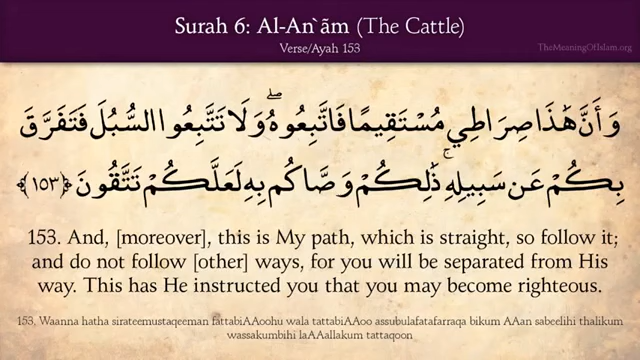 Surah 6: Al-An`ãm (The Cattle)
Verse/Ayah 153
TheMeaningOfIslam.org
وَأَنَّ هَٰذَا صِرَاطِي مُسْتَقِيمًا فَاتَّبِعُوهُ ۖ وَلَا تَتَّبِعُوا السُّبُلَ فَتَفَرَّقَ
بِكُمْ عَن سَبِيلِهِ ۚ ذَٰلِكُمْ وَصَّاكُم بِهِ لَعَلَّكُمْ تَتَّقُونَ ﴿١٥٣﴾
153. And, [moreover], this is My path, which is straight, so follow it;
and do not follow [other] ways, for you will be separated from His
way. This has He instructed you that you may become righteous.
153. Waanna hatha sirateemustaqeeman fattabiAAoohu wala tattabiAAoo assubulafatafarraqa bikum AAan sabeelihi thalikum
wassakumbihi laAAallakum tattaqoon